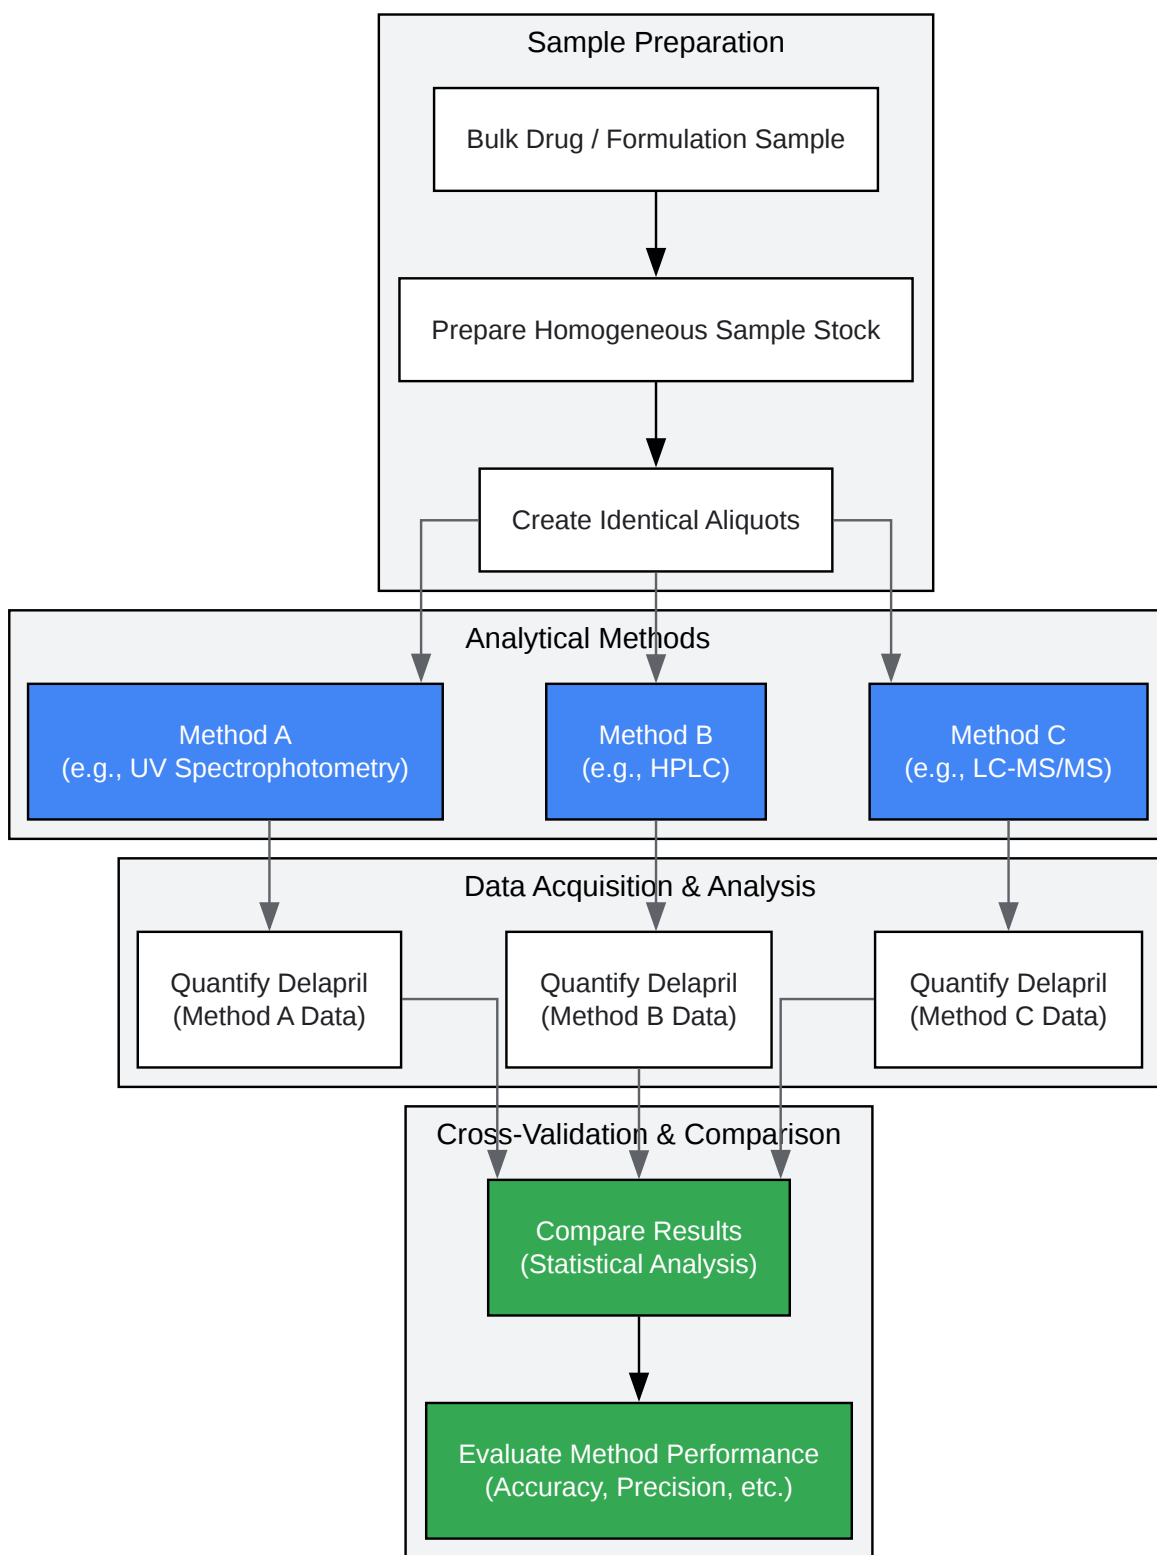 Sample Preparation
Bulk Drug / Formulation Sample
Prepare Homogeneous Sample Stock
Create Identical Aliquots
Analytical Methods
Method A
(e.g., UV Spectrophotometry)
Method B
(e.g., HPLC)
Method C
(e.g., LC-MS/MS)
Data Acquisition & Analysis
Quantify Delapril
(Method A Data)
Quantify Delapril
(Method B Data)
Quantify Delapril
(Method C Data)
Cross-Validation & Comparison
Compare Results
(Statistical Analysis)
Evaluate Method Performance
(Accuracy, Precision, etc.)